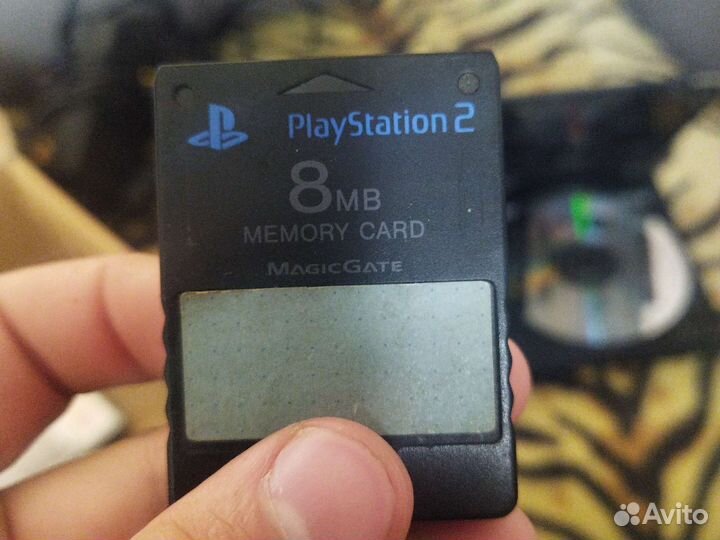 PlayStation 2
8MB
MEMORY CARD
MAGICGATE
Avito